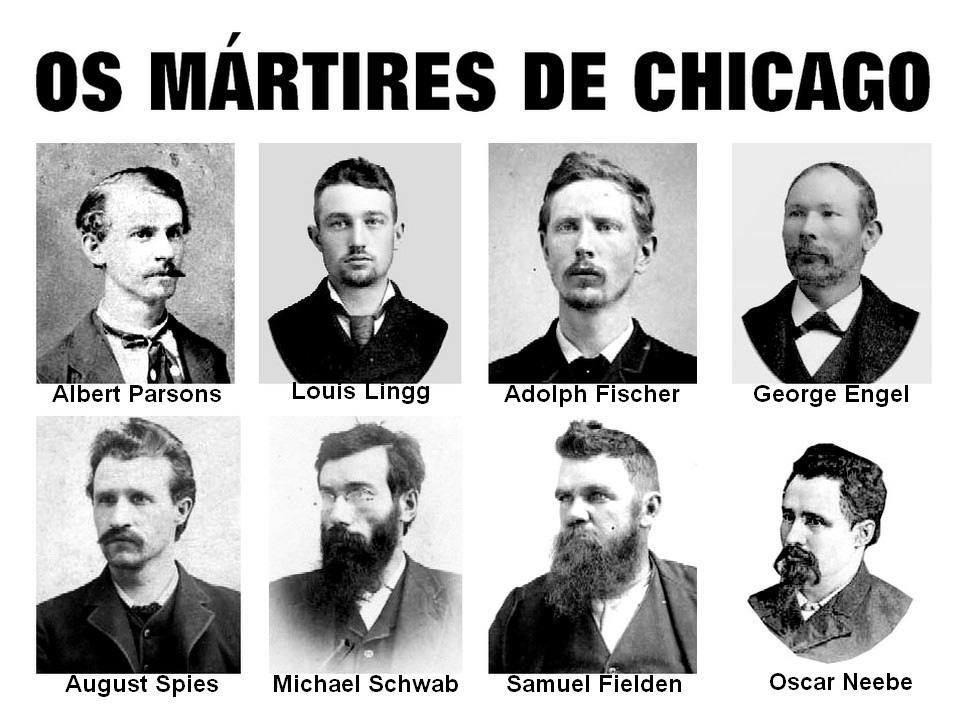 OS MÁRTIRES DE CHICAGO
Albert Parsons
Louis Lingg
Adolph Fischer
George Engel
August Spies
Michael Schwab
Samuel Fielden
Oscar Neebe